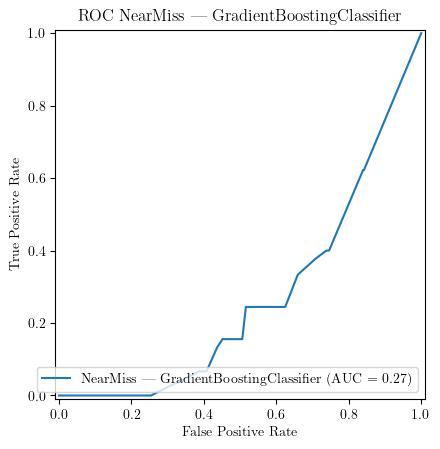 ROC NearMiss — GradientBoostingClassifier
True Positive Rate
1.0
0.8
0.6
0.4
0.2
0.0
NearMiss — GradientBoostingClassifier (AUC = 0.27)
0.0 0.2 0.4 0.6 0.8 1.0
False Positive Rate